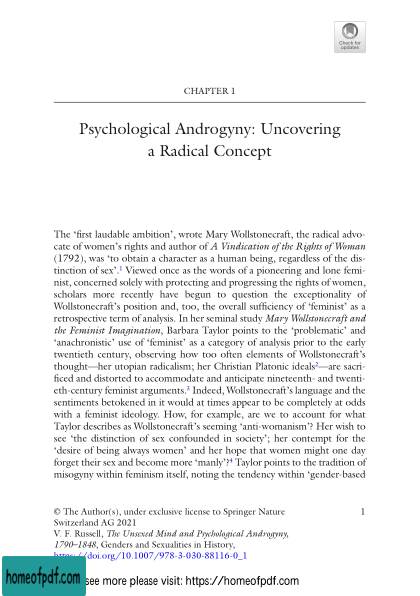 Check for
updates
CHAPTER 1
Psychological Androgyny: Uncovering
a Radical Concept
The ‘first laudable ambition’, wrote Mary Wollstonecraft, the radical advo-
cate of women’s rights and author of A Vindication of the Rights of Woman
(1792), was ‘to obtain a character as a human being, regardless of the dis-
tinction of sex’.1 Viewed once as the words of a pioneering and lone femi-
nist, concerned solely with protecting and progressing the rights of women,
scholars more recently have begun to question the exceptionality of
Wollstonecraft’s position and, too, the overall sufficiency of ‘feminist’ as a
retrospective term of analysis. In her seminal study Mary Wollstonecraft and
the Feminist Imagination, Barbara Taylor points to the ‘problematic’ and
‘anachronistic’ use of ‘feminist’ as a category of analysis prior to the early
twentieth century, observing how too often elements of Wollstonecraft’s
thought—her utopian radicalism; her Christian Platonic ideals2—are sacri-
ficed and distorted to accommodate and anticipate nineteenth- and twenti-
eth-century feminist arguments.3 Indeed, Wollstonecraft’s language and the
sentiments betokened in it would at times appear to be completely at odds
with a feminist ideology. How, for example, are we to account for what
Taylor describes as Wollstonecraft’s seeming ‘anti-womanism’? Her wish to
see ‘the distinction of sex confounded in society’; her contempt for the
‘desire of being always women’ and her hope that women might one day
forget their sex and become more ‘manly’?4 Taylor points to the tradition of
misogyny within feminism itself, noting the tendency within ‘gender-based
© The Author(s), under exclusive license to Springer Nature
Switzerland AG 2021
1
V. F. Russell, The Unsexed Mind and Psychological Androgyny,
1790–1848, Genders and Sexualities in History,
https://doi.org/10.1007/978-3-030-88116-0_1
homeofpdf.com
see more please visit: https://homeofpdf.com